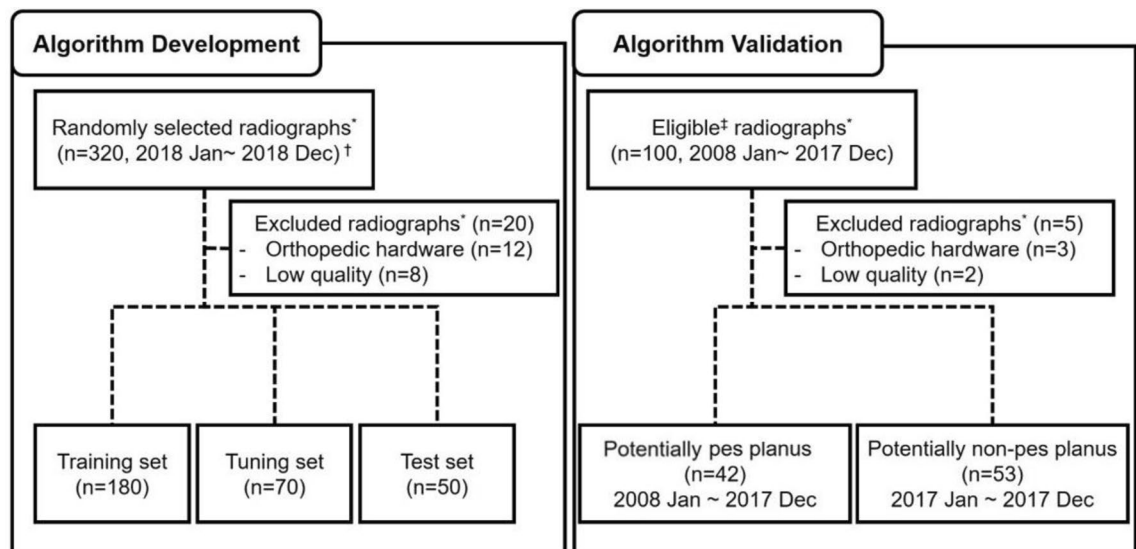 Algorithm Development
Randomly selected radiographs*
(n=320, 2018 Jan~ 2018 Dec) †
Excluded radiographs* (n=20)
- Orthopedic hardware (n=12)
- Low quality (n=8)
Training set
(n=180)
Tuning set
(n=70)
Test set
(n=50)
Algorithm Validation
Eligible‡ radiographs*
(n=100, 2008 Jan~ 2017 Dec)
Excluded radiographs* (n=5)
- Orthopedic hardware (n=3)
- Low quality (n=2)
Potentially pes planus
(n=42)
2008 Jan ~ 2017 Dec
Potentially non-pes planus
(n=53)
2017 Jan ~ 2017 Dec